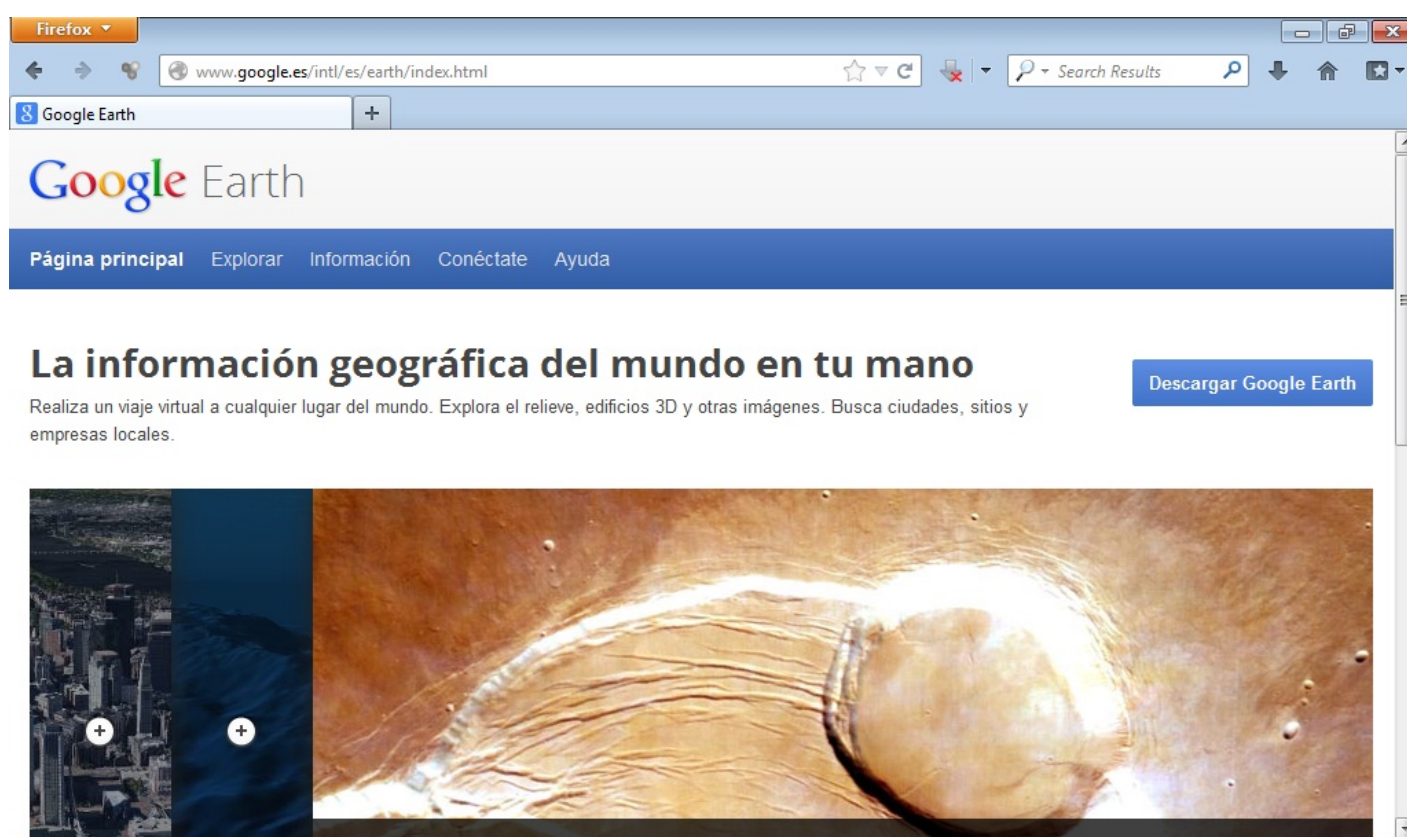 Firefox
www.google.es/intl/es/earth/index.html
Search Results
Google Earth
Google Earth
Página principal Explorar Información Conéctate Ayuda
La información geográfica del mundo en tu mano
Descargar Google Earth
Realiza un viaje virtual a cualquier lugar del mundo. Explora el relieve, edificios 3D y otras imágenes. Busca ciudades, sitios y
empresas locales.